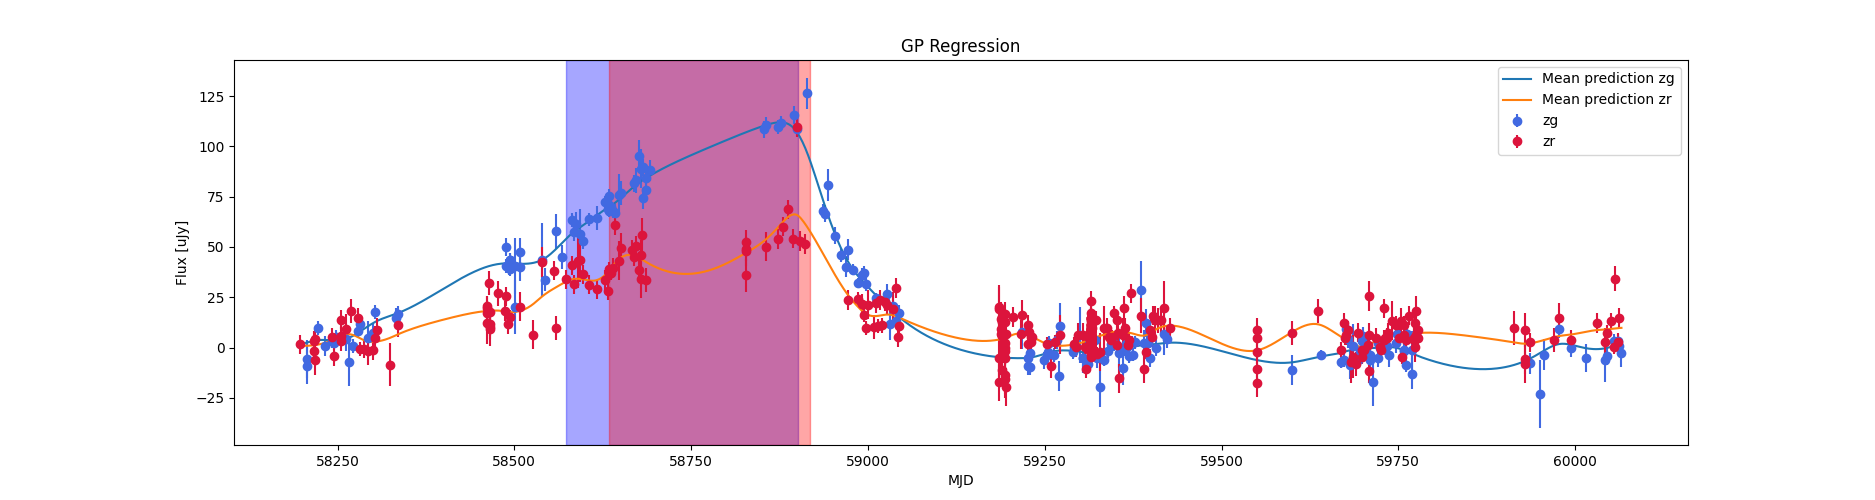 GP Regression
Flux [uJy]
125
100
75
50
25
0
−25
Mean prediction zg
Mean prediction zr
zg
zr
58250 58500 58750 59000 59250 59500 59750 60000
MJD